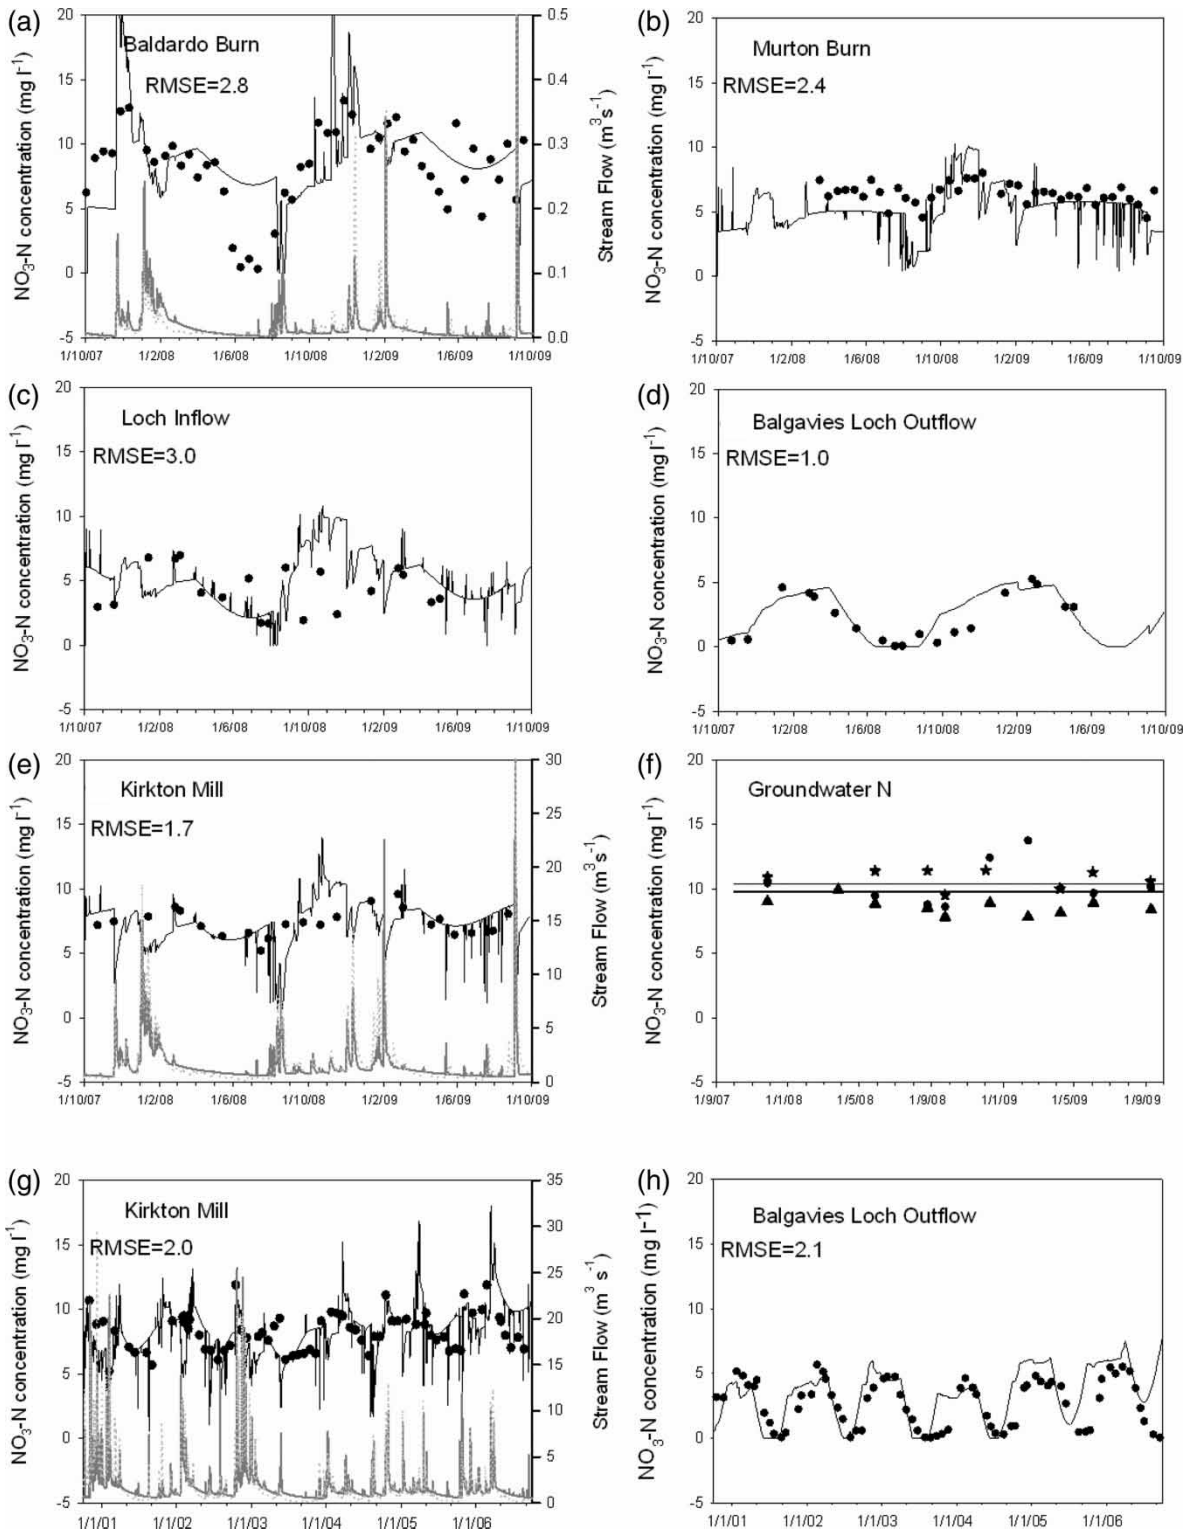 (a)
Baldardo Burn
RMSE=2.8
NO3-N concentration (mg l-1)
20
15
10
5
0
-5
0.5
0.4
0.3
0.2
0.1
0.0
Stream Flow (m3s-1)
1/10/07 1/2/08 1/6/08 1/10/08 1/2/09 1/6/09 1/10/09
(b)
Murton Burn
RMSE=2.4
NO3-N concentration (mg l-1)
20
15
10
5
0
-5
1/10/07 1/2/08 1/6/08 1/10/08 1/2/09 1/6/09 1/10/09
(c)
Loch Inflow
RMSE=3.0
NO3-N concentration (mg l-1)
20
15
10
5
0
-5
1/10/07 1/2/08 1/6/08 1/10/08 1/2/09 1/6/09 1/10/09
(d)
Balgavies Loch Outflow
RMSE=1.0
NO3-N concentration (mg l-1)
20
15
10
5
0
-5
1/10/07 1/2/08 1/6/08 1/10/08 1/2/09 1/6/09 1/10/09
(e)
Kirkton Mill
RMSE=1.7
NO3-N concentration (mg l-1)
20
15
10
5
0
-5
30
25
20
15
10
5
0
Stream Flow (m3s-1)
1/10/07 1/2/08 1/6/08 1/10/08 1/2/09 1/6/09 1/10/09
(f)
Groundwater N
NO3-N concentration (mg l-1)
20
15
10
5
0
-5
1/9/07 1/1/08 1/5/08 1/9/08 1/1/09 1/5/09 1/9/09
(g)
Kirkton Mill
RMSE=2.0
NO3-N concentration (mg l-1)
20
15
10
5
0
-5
35
30
25
20
15
10
5
0
Stream Flow (m3 s-1)
1/1/01 1/1/02 1/1/03 1/1/04 1/1/05 1/1/06
(h)
Balgavies Loch Outflow
RMSE=2.1
NO3-N concentration (mg l-1)
20
15
10
5
0
-5
1/1/01 1/1/02 1/1/03 1/1/04 1/1/05 1/1/06